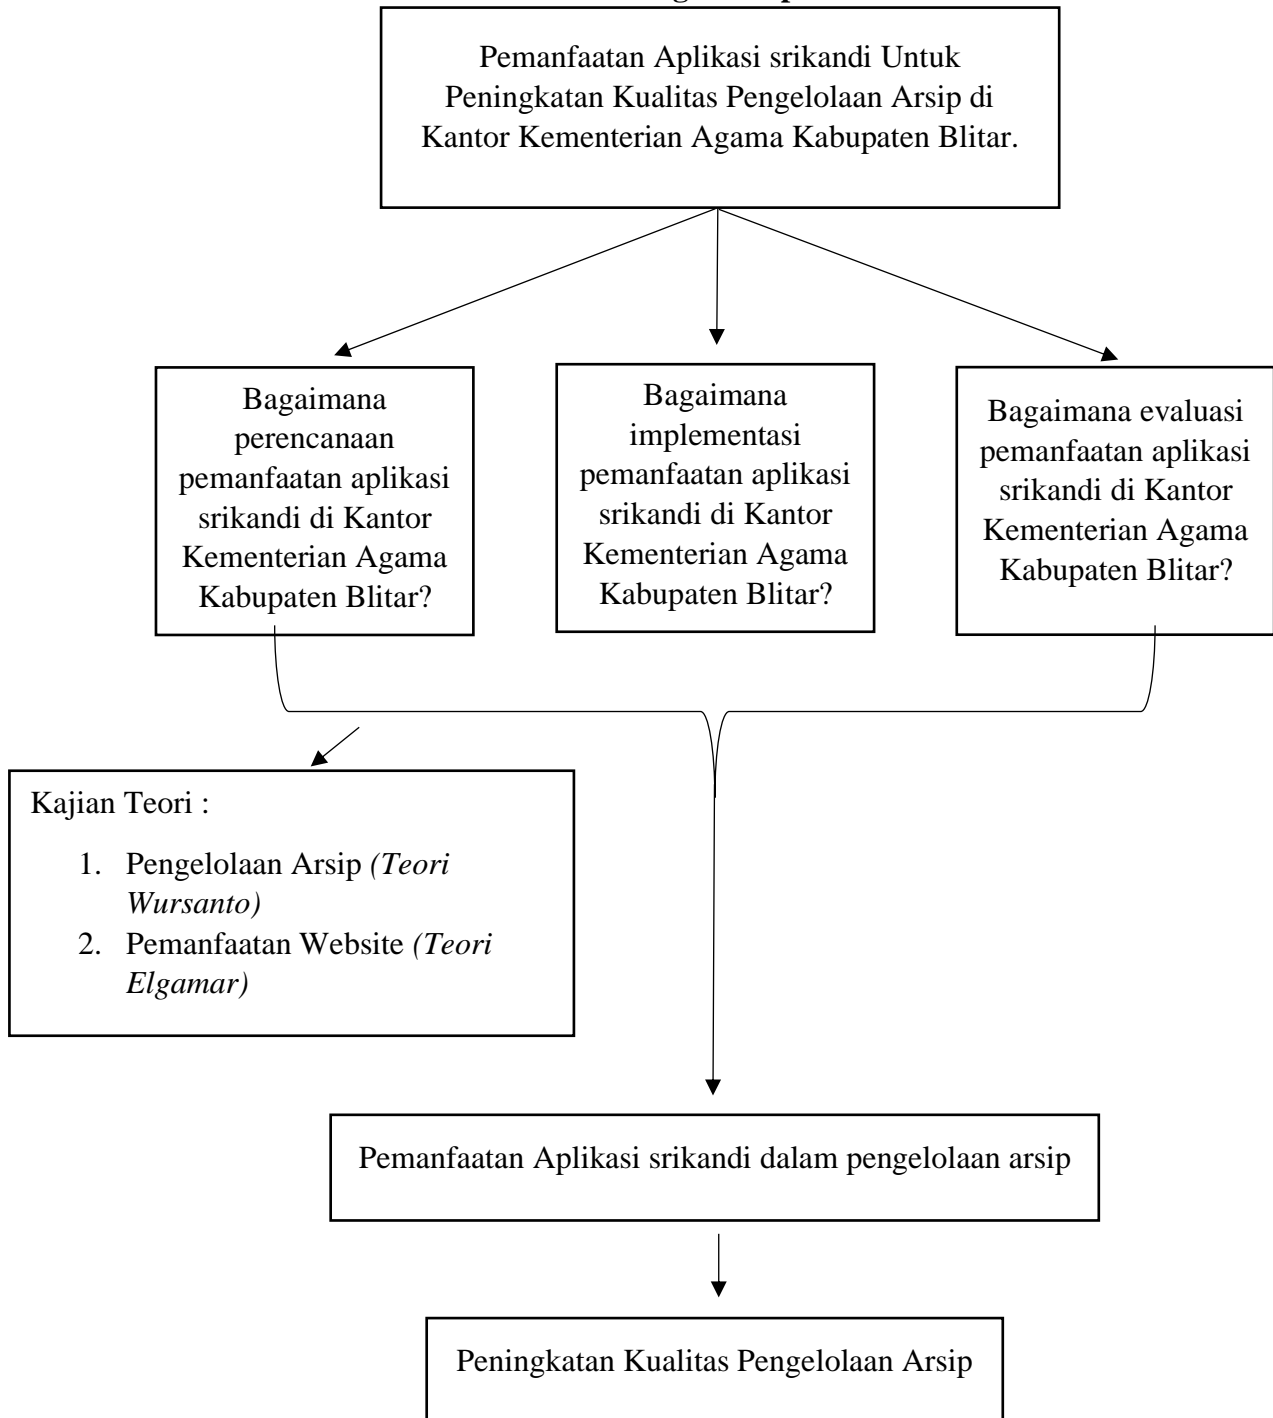 Pemanfaatan Aplikasi srikandi Untuk
Peningkatan Kualitas Pengelolaan Arsip di
Kantor Kementerian Agama Kabupaten Blitar.
Bagaimana
perencanaan
pemanfaatan aplikasi
srikandi di Kantor
Kementerian Agama
Kabupaten Blitar?
Bagaimana
implementasi
pemanfaatan aplikasi
srikandi di Kantor
Kementerian Agama
Kabupaten Blitar?
Bagaimana evaluasi
pemanfaatan aplikasi
srikandi di Kantor
Kementerian Agama
Kabupaten Blitar?
Kajian Teori :
1. Pengelolaan Arsip (Teori
Wursanto)
2. Pemanfaatan Website (Teori
Elgamar)
Pemanfaatan Aplikasi srikandi dalam pengelolaan arsip
Peningkatan Kualitas Pengelolaan Arsip